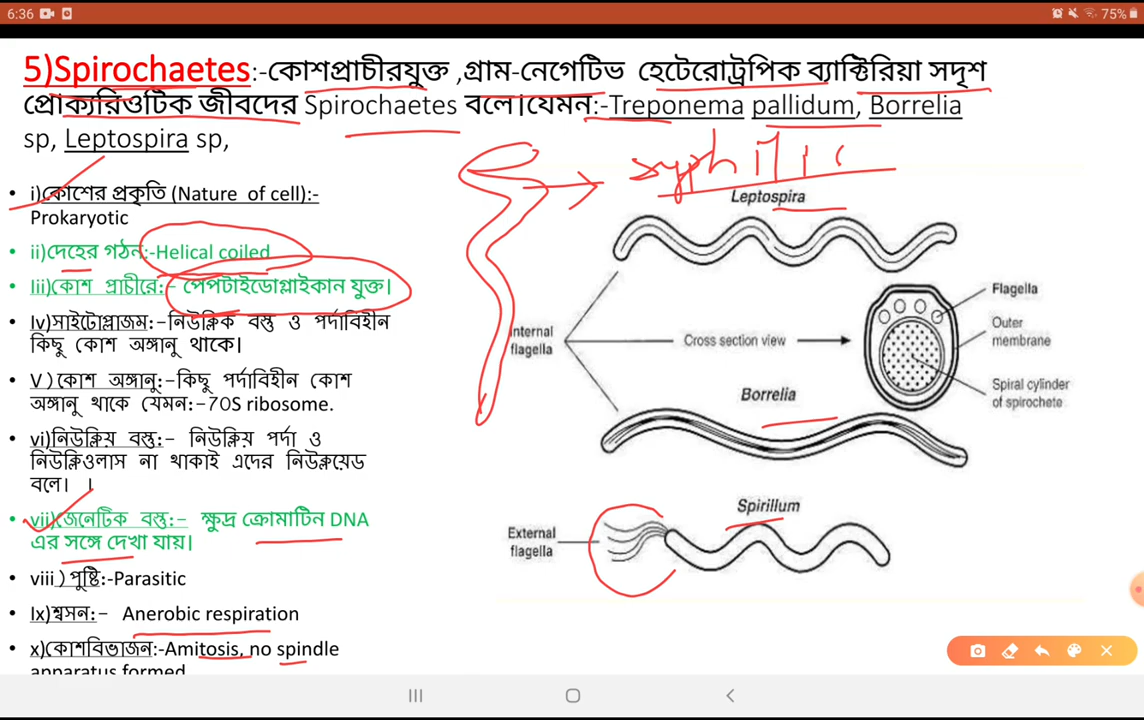 6:36
75%
5)Spirochaetes:-কোশপ্রাচীরযুক্ত ,গ্রাম-নেগেটিভ হেটেরোট্রপিক ব্যাক্টিরিয়া সদৃশ
প্রোক্যরিওটিক জীবদের Spirochaetes বলে।যেমন:-Treponema pallidum, Borrelia
sp, Leptospira sp,
• i)কোশের প্রকৃতি (Nature of cell):-
Prokaryotic
• ii)দেহের গঠন:-Helical coiled
• Iii)কোশ প্রাচীরে:- পেপটাইডোগ্লাইকান যুক্ত।
• Iv)সাইটোপ্লাজম:-নিউক্লিক বস্তু ও পর্দাবিহীন
কিছু কোশ অঙ্গানু থাকে।
• V)কোশ অঙ্গানু:-কিছু পর্দাবিহীন কোশ
অঙ্গানু থাকে যেমন:-70S ribosome.
• vi)নিউক্লিয় বস্তু:- নিউক্লিয় পর্দা ও
নিউক্লিওলাস না থাকাই এদের নিউক্লয়েড
বলে। ।
• vii)জেনেটিক বস্তু:- ক্ষুদ্র ক্রোমাটিন DNA
এর সঙ্গে দেখা যায়।
• viii)পুষ্টি:-Parasitic
• Ix)শ্বসন:- Anerobic respiration
• x)কোশবিভাজন:-Amitosis, no spindle
apparatus formed
Leptospira
Internal
flagella
Cross section view
Flagella
Outer
membrane
Spiral cylinder
of spirochete
Borrelia
Spirillum
External
flagella